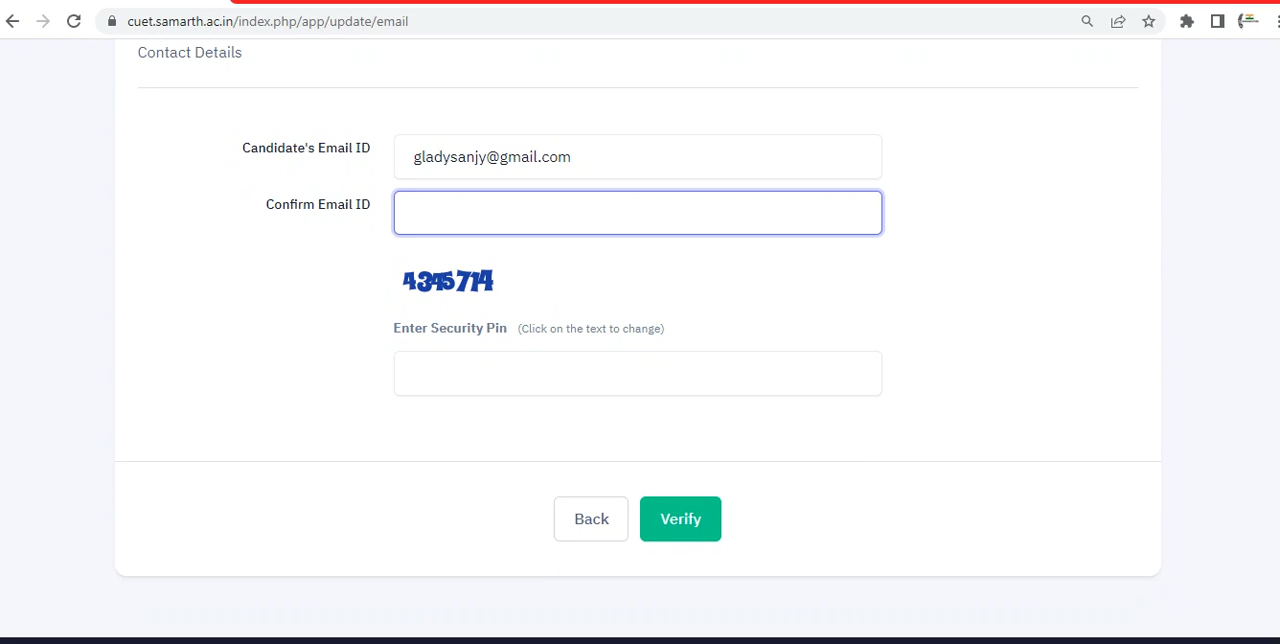 cuet.samarth.ac.in/index.php/app/update/email
Contact Details
Candidate's Email ID
gladysanjy@gmail.com
Confirm Email ID
4345714
Enter Security Pin (Click on the text to change)
Back
Verify